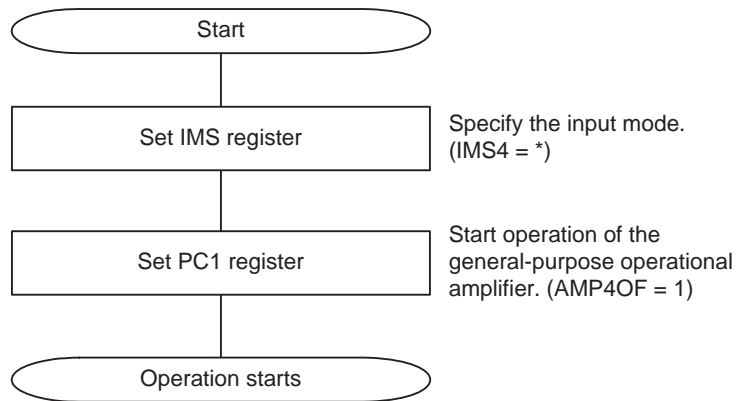 Start
Set IMS register
Specify the input mode.
(IMS4 = *)
Set PC1 register
Start operation of the
general-purpose operational
amplifier. (AMP4OF = 1)
Operation starts